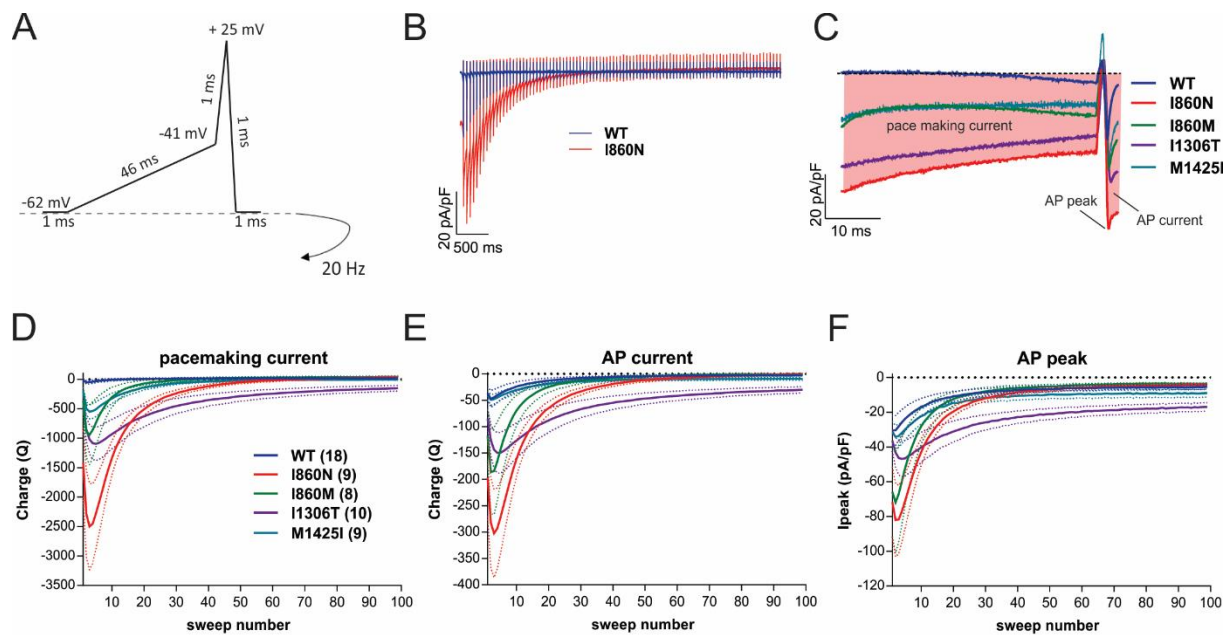 A
+ 25 mV
1 ms
1 ms
-41 mV
46 ms
-62 mV
1 ms
1 ms
20 Hz
B
WT
I860N
20 pA/pF
500 ms
C
pace making current
WT
I860N
I860M
I1306T
M1425I
AP peak
AP current
20 pA/pF
10 ms
D
pacemaking current
0
-500
-1000
-1500
-2000
-2500
-3000
-3500
Charge (Q)
WT (18)
I860N (9)
I860M (8)
I1306T (10)
M1425I (9)
10 20 30 40 50 60 70 80 90 100
sweep number
E
AP current
0
-50
-100
-150
-200
-250
-300
-350
-400
Charge (Q)
10 20 30 40 50 60 70 80 90 100
sweep number
F
AP peak
0
-20
-40
-60
-80
-100
-120
Ipeak (pA/pF)
10 20 30 40 50 60 70 80 90 100
sweep number